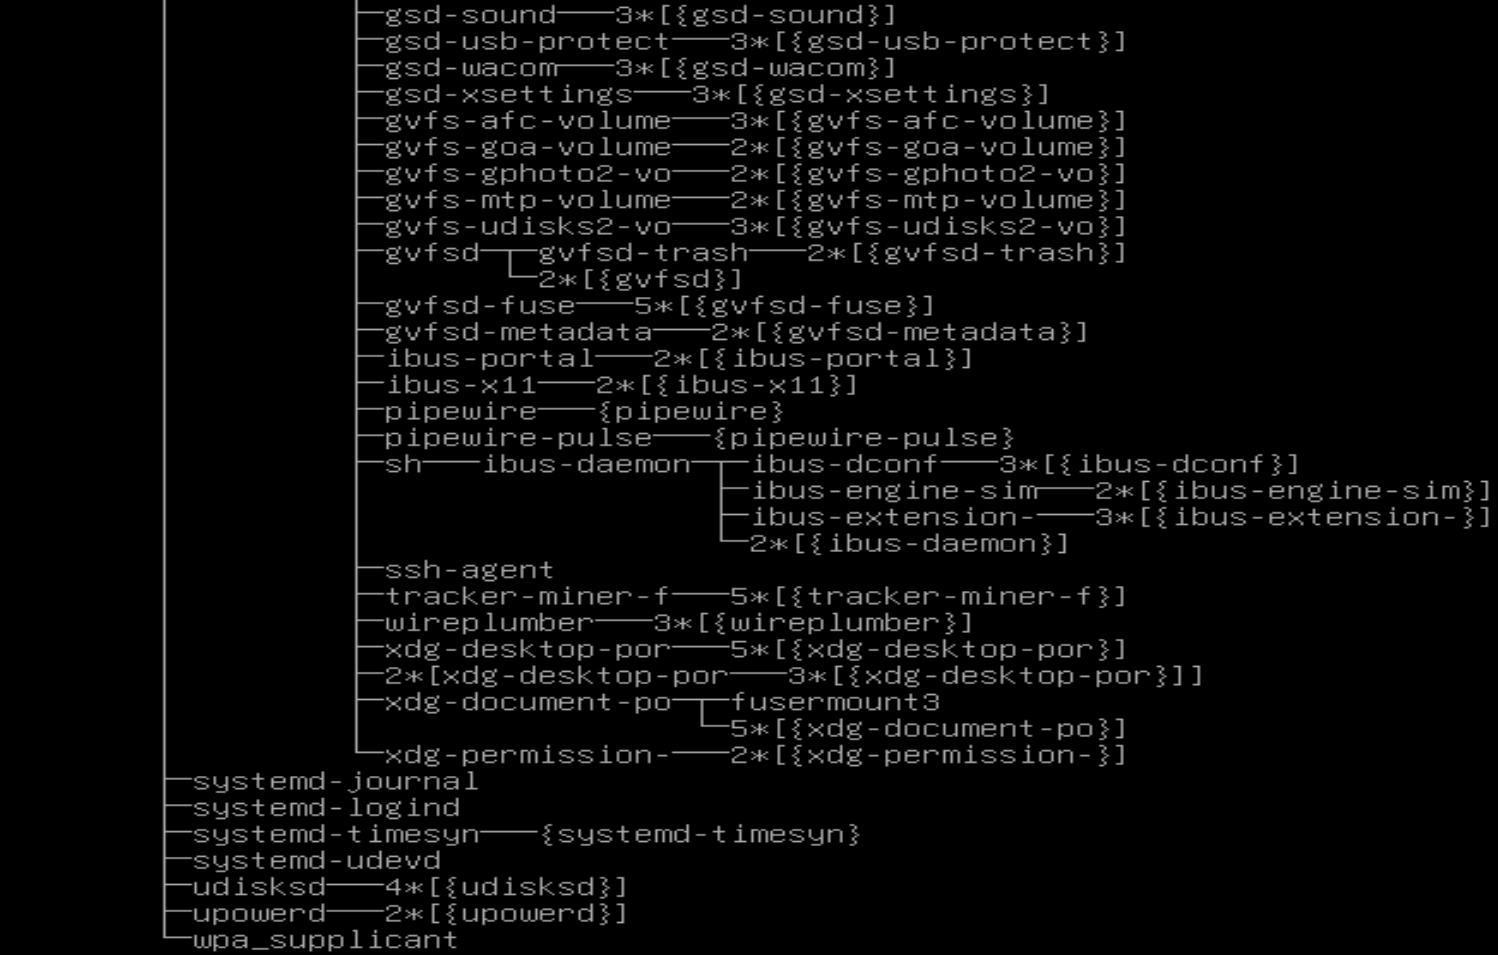 ├─gsd-sound───3*[{gsd-sound}]
├─gsd-usb-protect───3*[{gsd-usb-protect}]
├─gsd-wacom───3*[{gsd-wacom}]
├─gsd-xsettings───3*[{gsd-xsettings}]
├─gvfs-afc-volume───3*[{gvfs-afc-volume}]
├─gvfs-goa-volume───2*[{gvfs-goa-volume}]
├─gvfs-gphoto2-vo───2*[{gvfs-gphoto2-vo}]
├─gvfs-mtp-volume───2*[{gvfs-mtp-volume}]
├─gvfs-udisks2-vo───3*[{gvfs-udisks2-vo}]
├─gvfsd─┬─gvfsd-trash───2*[{gvfsd-trash}]
└─2*[{gvfsd}]
├─gvfsd-fuse───5*[{gvfsd-fuse}]
├─gvfsd-metadata───2*[{gvfsd-metadata}]
├─ibus-portal───2*[{ibus-portal}]
├─ibus-x11───2*[{ibus-x11}]
├─pipewire───{pipewire}
├─pipewire-pulse───{pipewire-pulse}
├─sh───ibus-daemon─┬─ibus-dconf───3*[{ibus-dconf}]
├─ibus-engine-sim───2*[{ibus-engine-sim}]
├─ibus-extension-───3*[{ibus-extension-}]
└─2*[{ibus-daemon}]
├─ssh-agent
├─tracker-miner-f───5*[{tracker-miner-f}]
├─wireplumber───3*[{wireplumber}]
├─xdg-desktop-por───5*[{xdg-desktop-por}]
├─2*[xdg-desktop-por───3*[{xdg-desktop-por}]]
├─xdg-document-po─┬─fusermount3
└─5*[{xdg-document-po}]
└─xdg-permission-───2*[{xdg-permission-}]
├─systemd-journal
├─systemd-logind
├─systemd-timesyn───{systemd-timesyn}
├─systemd-udevd
├─udisksd───4*[{udisksd}]
├─upowerd───2*[{upowerd}]
└─wpa_supplicant